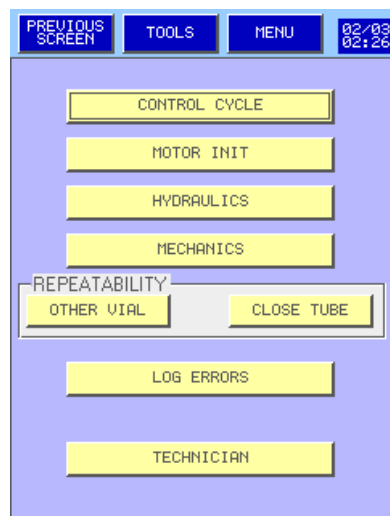 PREVIOUS
SCREEN
TOOLS
MENU
02/03
02:26
CONTROL CYCLE
MOTOR INIT
HYDRAULICS
MECHANICS
REPEATABILITY
OTHER VIAL
CLOSE TUBE
LOG ERRORS
TECHNICIAN